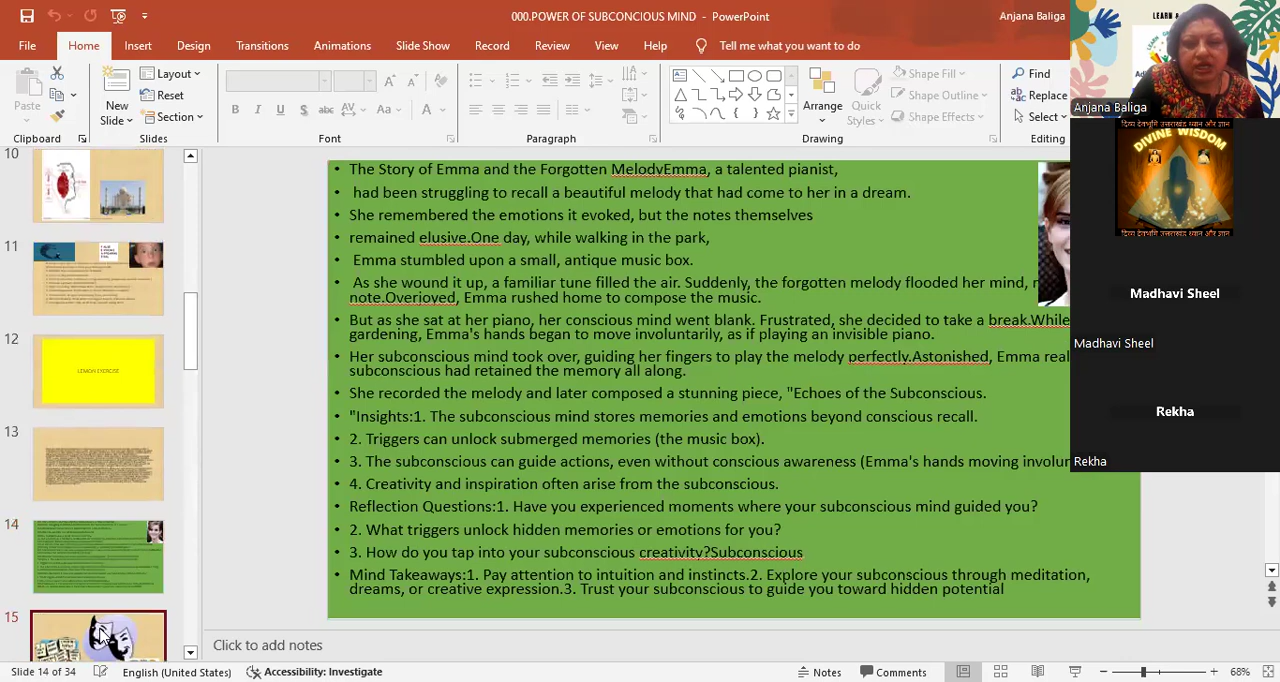 000.POWER OF SUBCONCIOUS MIND - PowerPoint
Anjana Baliga
File Home Insert Design Transitions Animations Slide Show Record Review View Help Tell me what you want to do
Paste
New
Slide
Layout
Reset
Section
B I U S abc AV Aa A
Arrange
Quick
Styles
Shape Fill
Shape Outline
Shape Effects
Find
Replace
Select
Clipboard Slides Font Paragraph Drawing Editing
10
11
12
LEMON EXERCISE
13
14
15
• The Story of Emma and the Forgotten MelodyEmma, a talented pianist,
• had been struggling to recall a beautiful melody that had come to her in a dream.
• She remembered the emotions it evoked, but the notes themselves
• remained elusive.One day, while walking in the park,
• Emma stumbled upon a small, antique music box.
• As she wound it up, a familiar tune filled the air. Suddenly, the forgotten melody flooded her mind,
note.Overjoyed, Emma rushed home to compose the music.
• But as she sat at her piano, her conscious mind went blank. Frustrated, she decided to take a break.While
gardening, Emma's hands began to move involuntarily, as if playing an invisible piano.
• Her subconscious mind took over, guiding her fingers to play the melody perfectly.Astonished, Emma real
subconscious had retained the memory all along.
• She recorded the melody and later composed a stunning piece, "Echoes of the Subconscious.
• "Insights:1. The subconscious mind stores memories and emotions beyond conscious recall.
• 2. Triggers can unlock submerged memories (the music box).
• 3. The subconscious can guide actions, even without conscious awareness (Emma's hands moving involun
• 4. Creativity and inspiration often arise from the subconscious.
• Reflection Questions:1. Have you experienced moments where your subconscious mind guided you?
• 2. What triggers unlock hidden memories or emotions for you?
• 3. How do you tap into your subconscious creativity?Subconscious
• Mind Takeaways:1. Pay attention to intuition and instincts.2. Explore your subconscious through meditation,
dreams, or creative expression.3. Trust your subconscious to guide you toward hidden potential
LEARN &
Anjana Baliga
दिव्य देवभूमि उत्तराखण्ड ध्यान और ज्ञान
DIVINE WISDOM
दिव्य देवभूमि उत्तराखण्ड ध्यान और ज्ञान
Madhavi Sheel
Madhavi Sheel
Rekha
Rekha
Click to add notes
Slide 14 of 34 English (United States) Accessibility: Investigate Notes Comments 68%